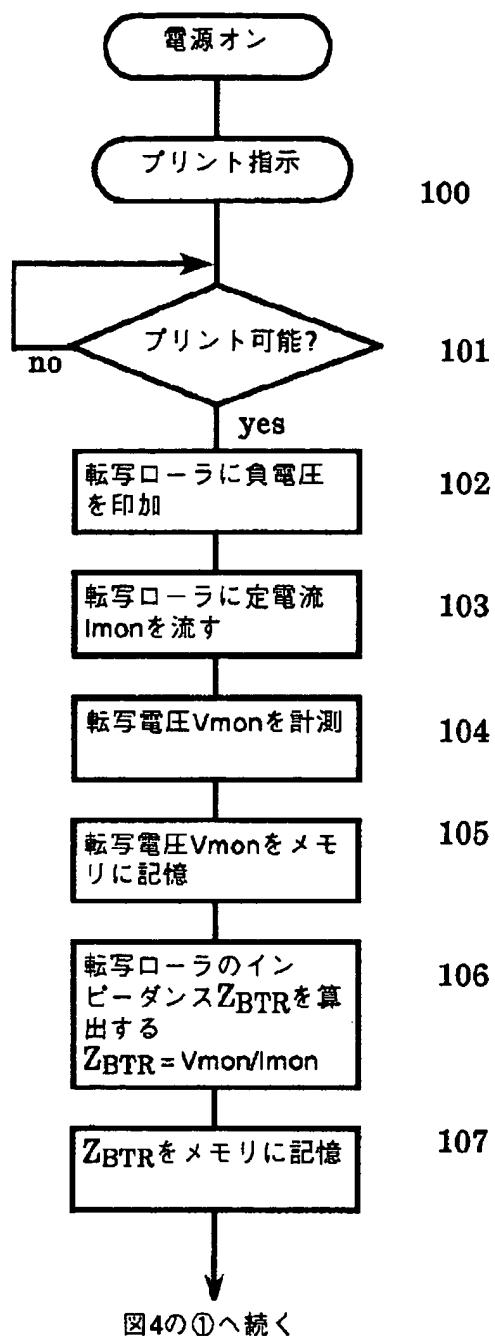 電源オン
プリント指示
100
プリント可能?
101
no
yes
転写ローラに負電圧
を印加
102
転写ローラに定電流
Imonを流す
103
転写電圧Vmonを計測
104
転写電圧Vmonをメモ
リに記憶
105
転写ローラのイン
ピーダンスZBTRを算
出する
ZBTR = Vmon/Imon
106
ZBTRをメモリに記憶
107
図4の①へ続く